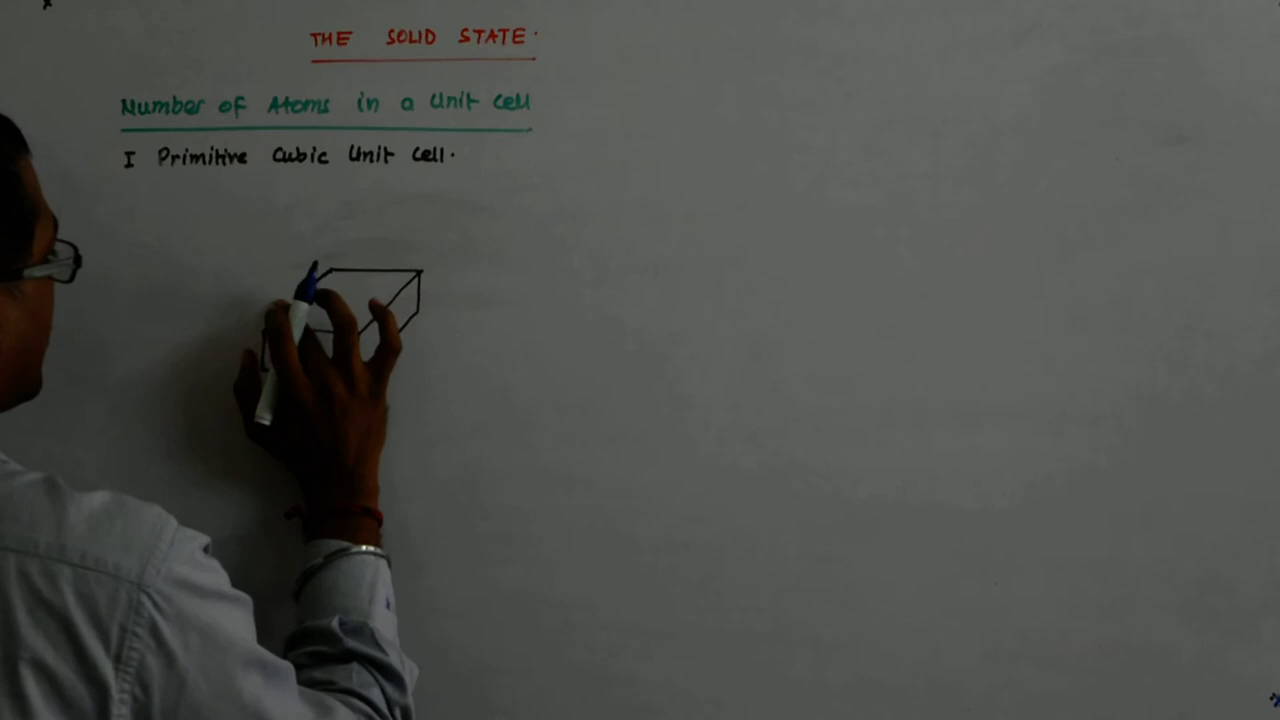 THE SOLID STATE.
Number of Atoms in a Unit Cell
I Primitive Cubic Unit Cell.